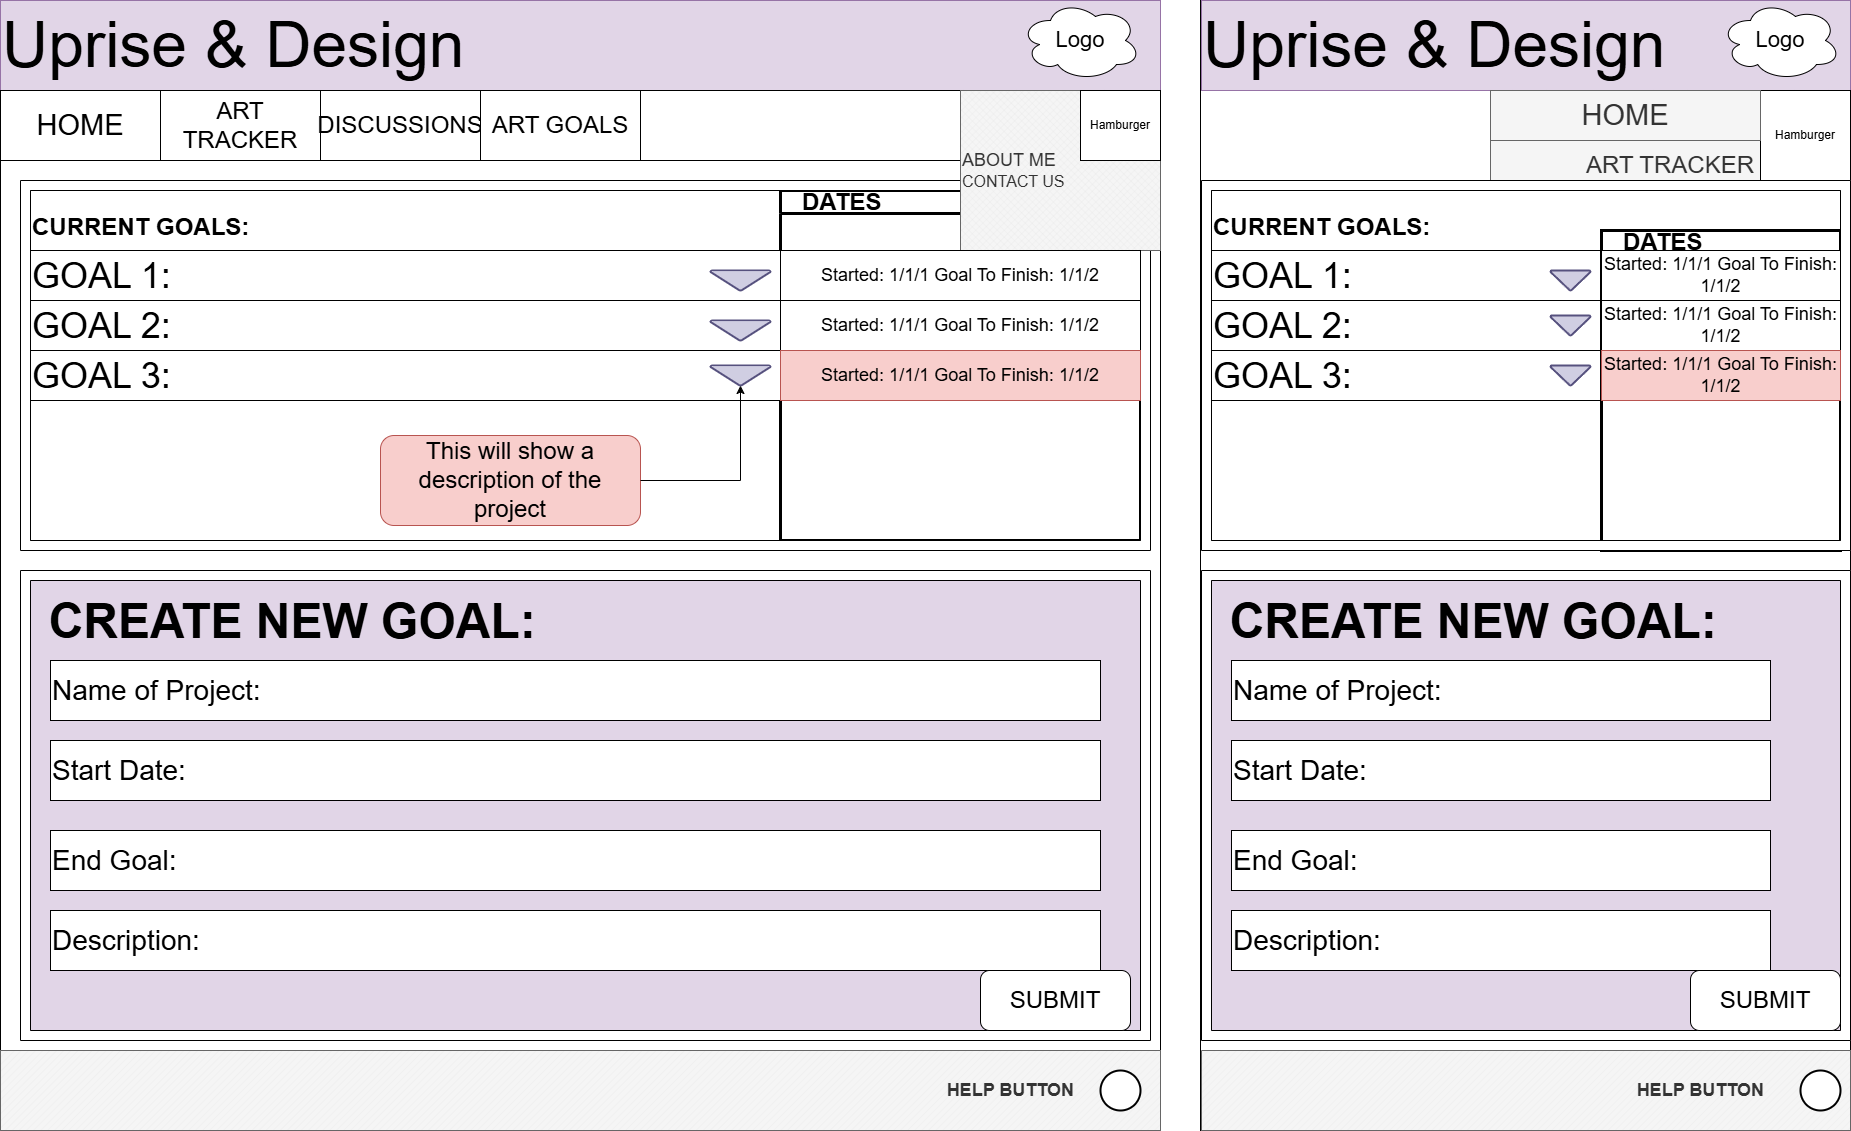 Uprise & Design
Logo
HOME
ART
TRACKER
DISCUSSIONS
ART GOALS
Hamburger
ABOUT ME
CONTACT US
DATES
CURRENT GOALS:
GOAL 1:
Started: 1/1/1 Goal To Finish: 1/1/2
GOAL 2:
Started: 1/1/1 Goal To Finish: 1/1/2
GOAL 3:
Started: 1/1/1 Goal To Finish: 1/1/2
This will show a
description of the
project
CREATE NEW GOAL:
Name of Project:
Start Date:
End Goal:
Description:
SUBMIT
HELP BUTTON
Uprise & Design
Logo
HOME
ART TRACKER
Hamburger
CURRENT GOALS:
DATES
GOAL 1:
Started: 1/1/1 Goal To Finish:
1/1/2
GOAL 2:
Started: 1/1/1 Goal To Finish:
1/1/2
GOAL 3:
Started: 1/1/1 Goal To Finish:
1/1/2
CREATE NEW GOAL:
Name of Project:
Start Date:
End Goal:
Description:
SUBMIT
HELP BUTTON